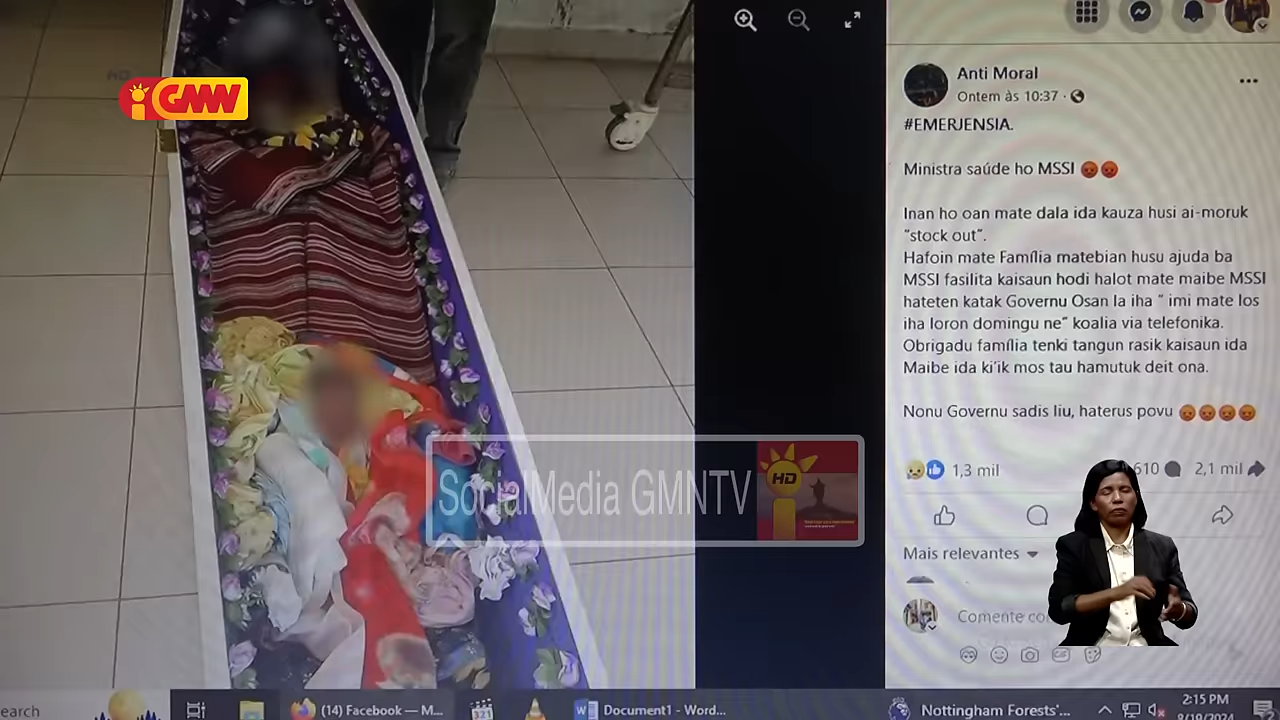 HD
GMN
Anti Moral
Ontem às 10:37
#EMERJENSIA.
Ministra saúde ho MSSI
Inan ho oan mate dala ida kauza husi ai-moruk
"stock out".
Hafoin mate Família matebian husu ajuda ba
MSSI fasilita kaisaun hodi halot mate maibe MSSI
hateten katak Governu Osan la iha " imi mate los
iha loron domingu ne" koalia via telefonika.
Obrigadu família tenki tangun rasik kaisaun ida
Maibe ida ki'ik mos tau hamutuk deit ona.
Nonu Governu sadis liu, haterus povu
1,3 mil
610
2,1 mil
SocialMedia GMNTV
HD
Mais relevantes
Comente co
earch
(14) Facebook — M...
321
Document1 - Word...
Nottingham Forests'...
2:15 PM
/19/2024